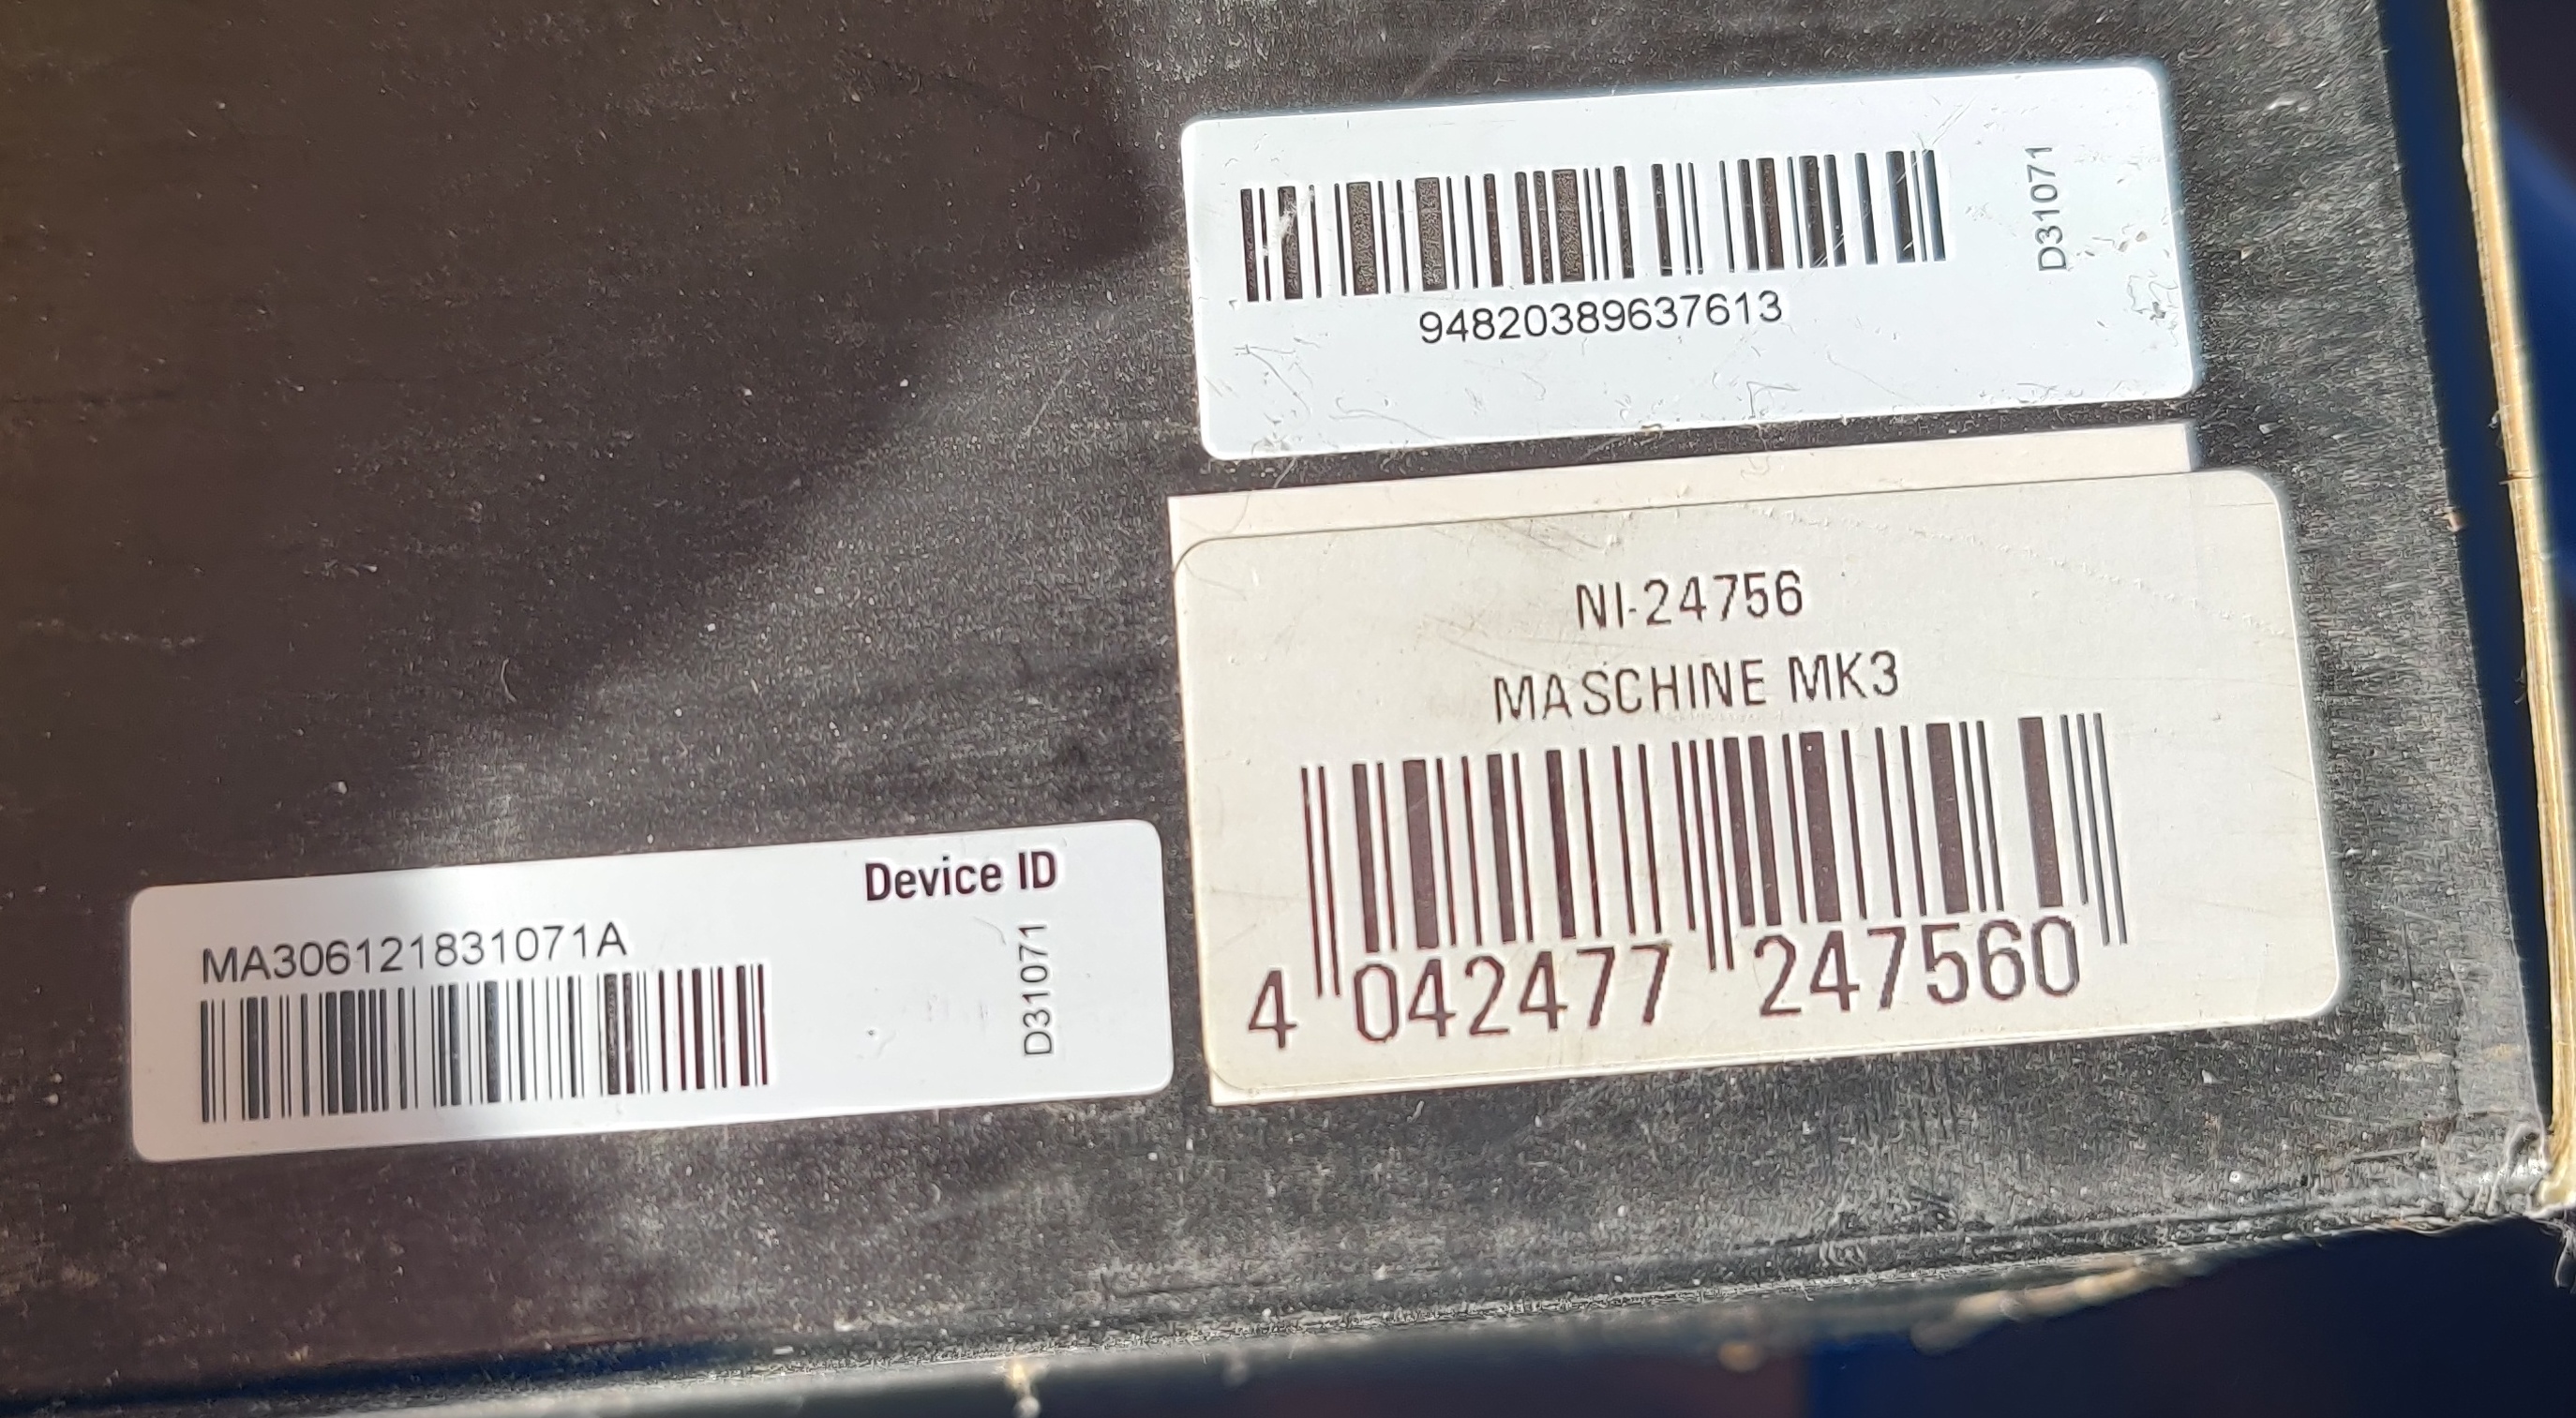 94820389637613
D31071
NI-24756
MASCHINE MK3
4 042477 247560
Device ID
MA306121831071A
D31071